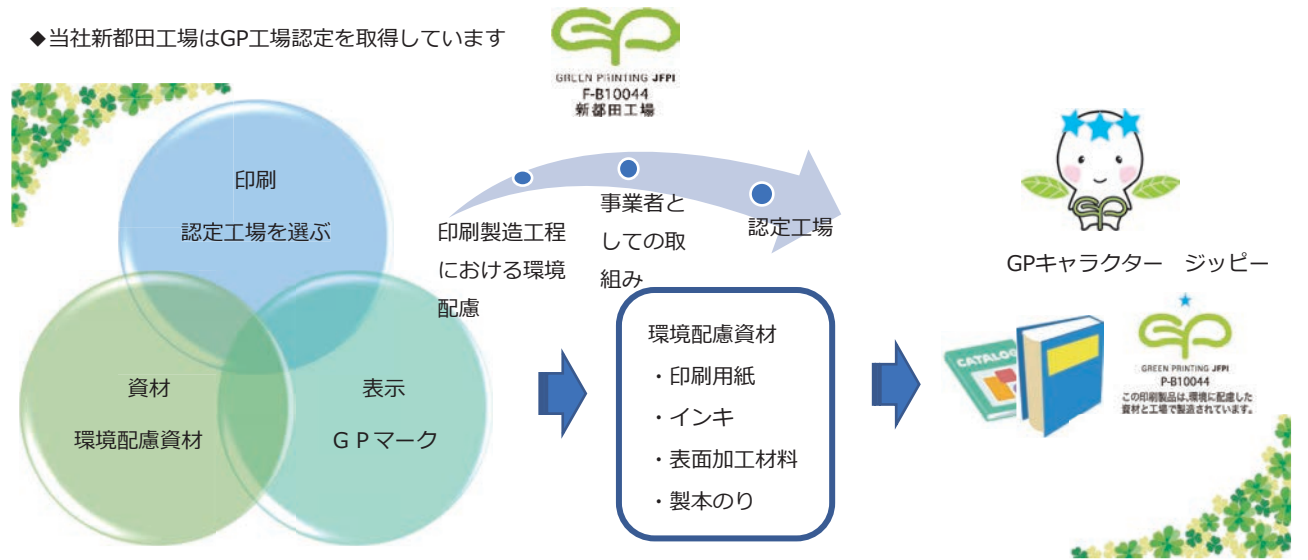 ◆当社新都田工場はGP工場認定を取得しています
GREEN PRINTING JFPI
F-B10044
新都田工場
印刷
認定工場を選ぶ
資材
環境配慮資材
表示
ＧＰマーク
印刷製造工程
における環境
配慮
事業者と
しての取
組み
認定工場
環境配慮資材
・印刷用紙
・インキ
・表面加工材料
・製本のり
GPキャラクター　ジッピー
CATALOG
GREEN PRINTING JFPI
P-B10044
この印刷製品は、環境に配慮した
資材と工場で製造されています。